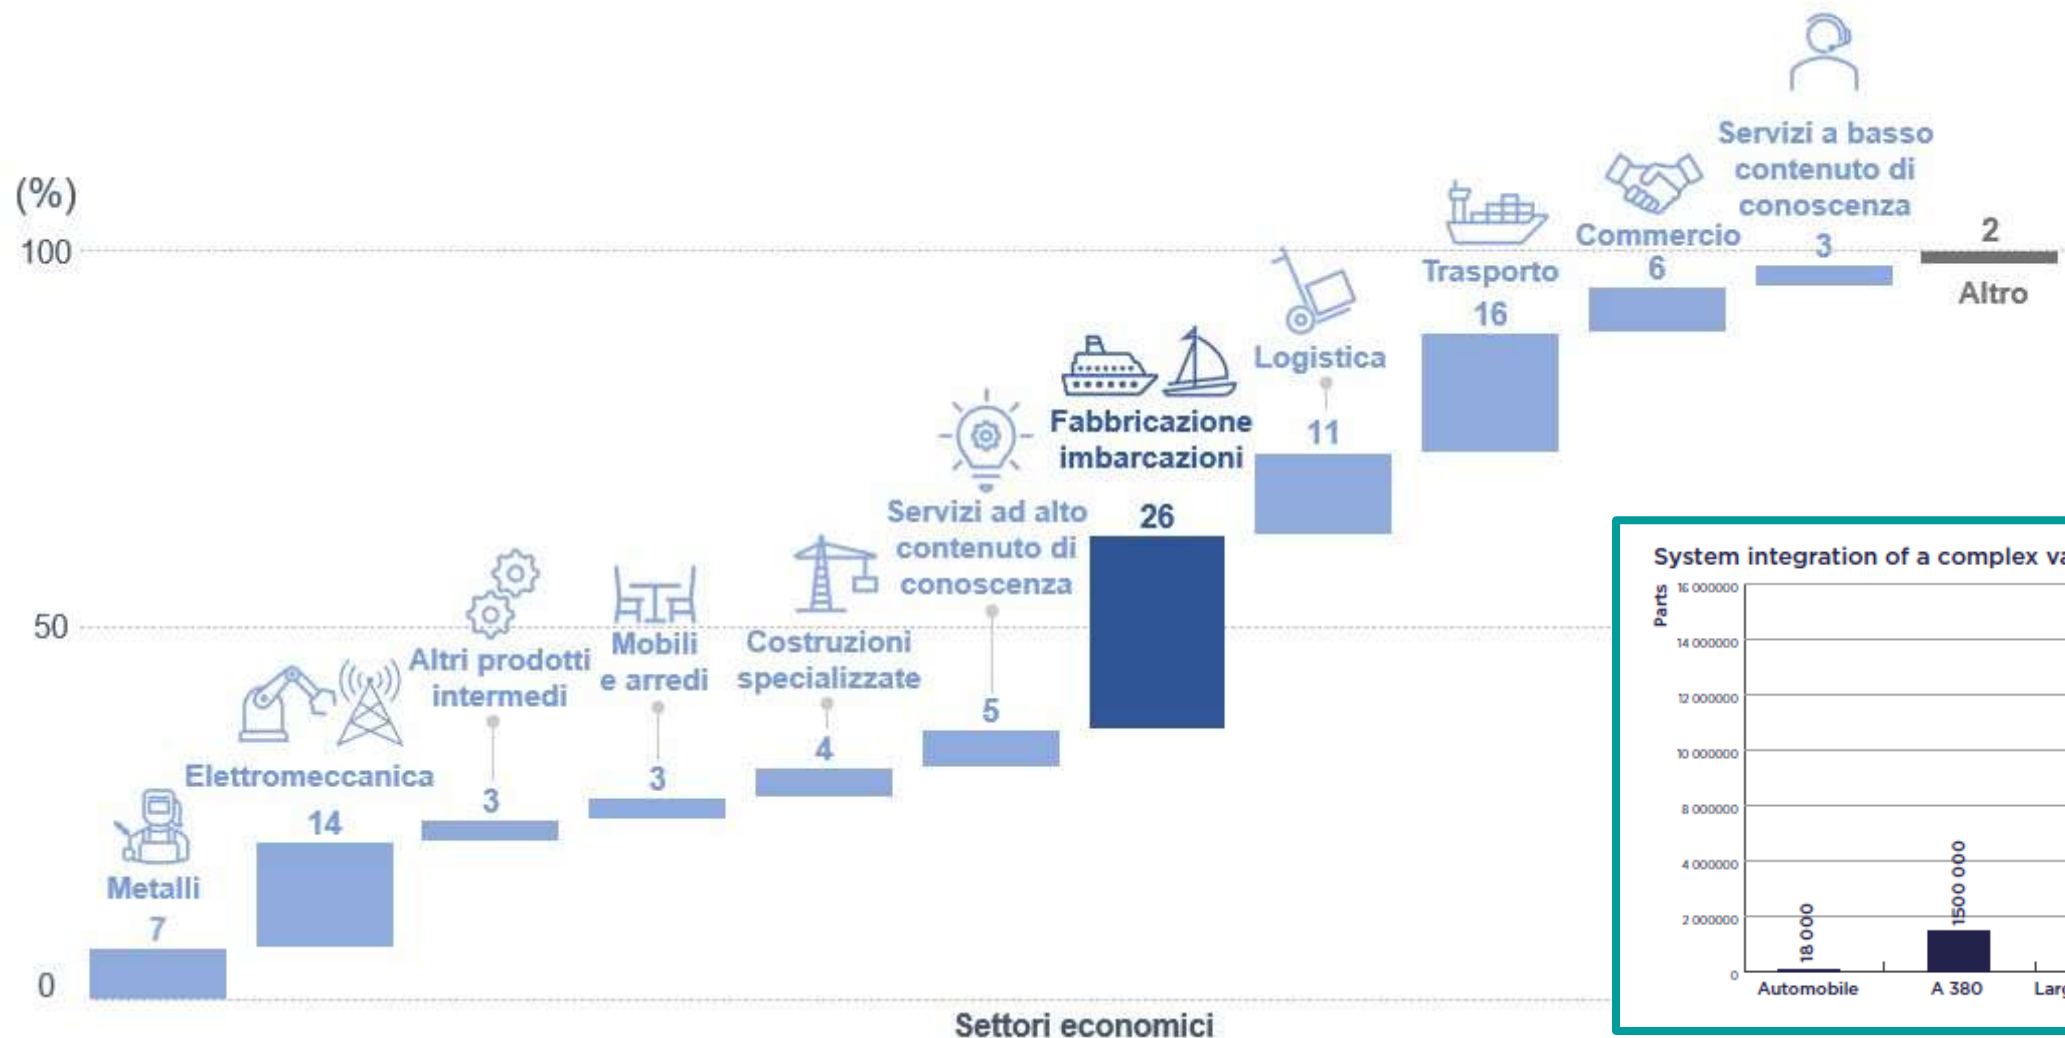 (%)
100
50
0
Metalli
7
Elettromeccanica
14
Altri prodotti
intermedi
3
Mobili
e arredi
3
Costruzioni
specializzate
4
Servizi ad alto
contenuto di
conoscenza
5
Fabbricazione
imbarcazioni
26
Logistica
11
Trasporto
16
Commercio
6
Servizi a basso
contenuto di
conoscenza
3
2
Altro
Settori economici
System integration of a complex va
Parts
16 000000
14 000000
12 000000
10 000000
8 000000
4 000000
2 000000
0
18 000
1500 000
Automobile
A 380
Larg